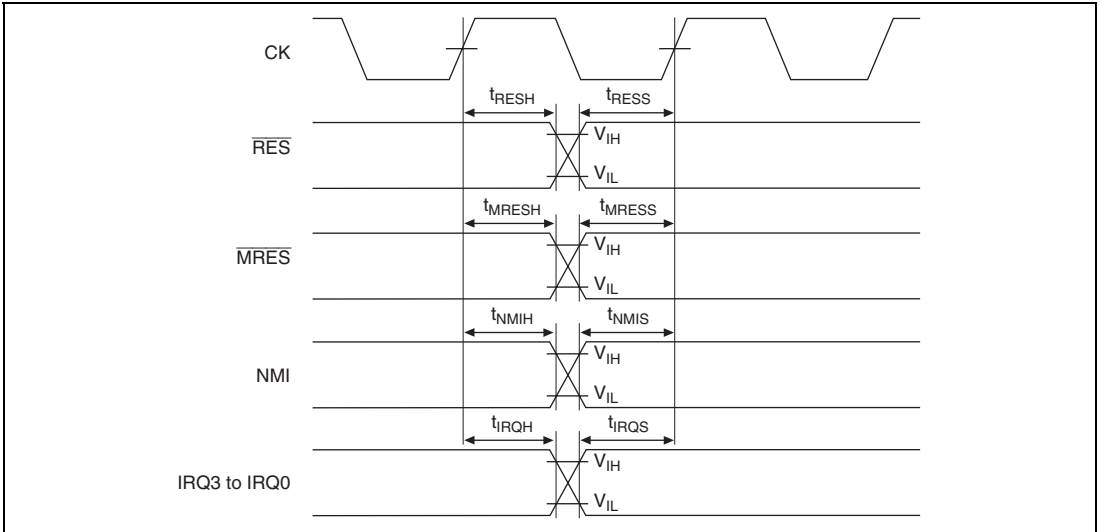 CK
tRESH tRESS
RES
VIH
VIL
tMRESH tMRESS
MRES
VIH
VIL
tNMIH tNMIS
NMI
VIH
VIL
tIRQH tIRQS
IRQ3 to IRQ0
VIH
VIL